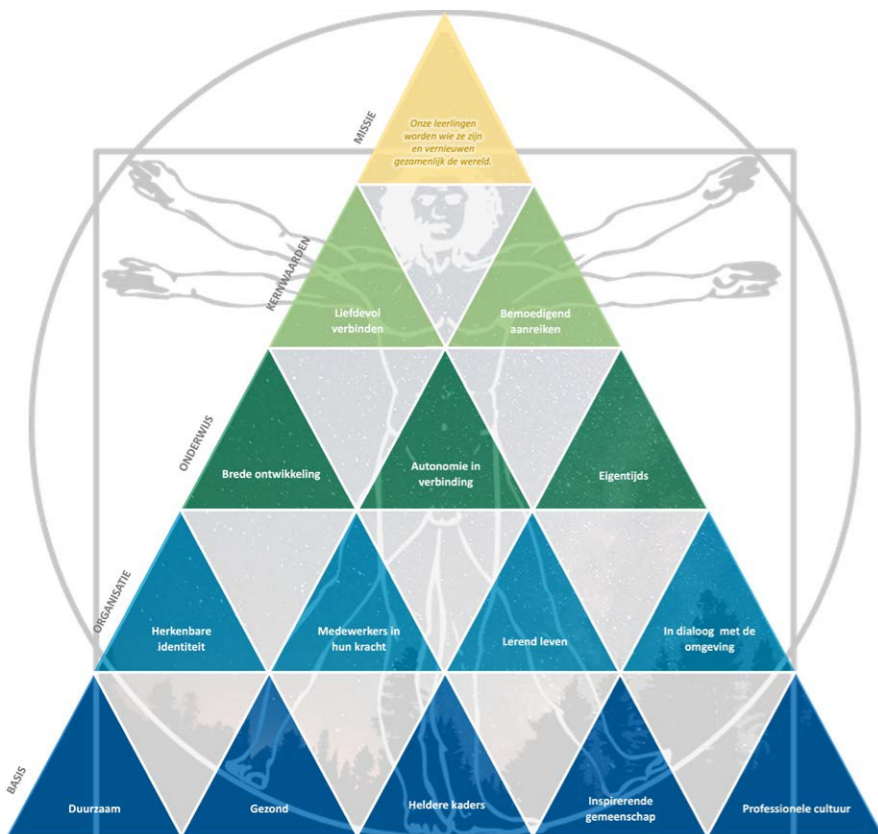 MISSIE
Onze leerlingen
worden wie ze zijn
en vernieuwen
gezamenlijk de wereld.
KERNWAARDEN
Liefdevol
verbinden
Bemoedigend
aanreiken
ONDERWIJS
Brede ontwikkeling
Autonomie in
verbinding
Eigentijds
ORGANISATIE
Herkenbare
identiteit
Medewerkers in
hun kracht
Lerend leven
In dialoog met de
omgeving
BASIS
Duurzaam
Gezond
Heldere kaders
Inspirerende
gemeenschap
Professionele cultuur